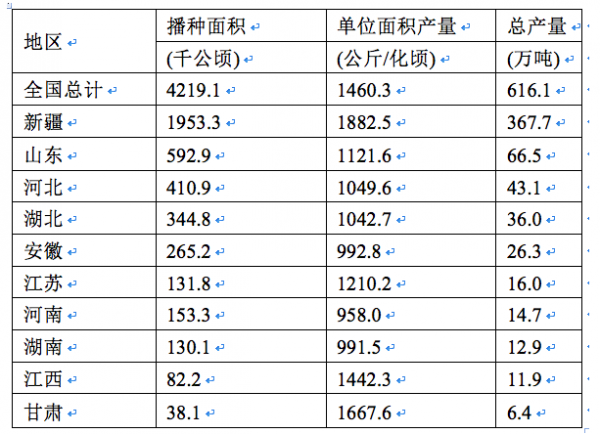 地区 播种面积 单位面积产量 总产量
(千公顷) (公斤/化顷) (万吨)
全国总计 4219.1 1460.3 616.1
新疆 1953.3 1882.5 367.7
山东 592.9 1121.6 66.5
河北 410.9 1049.6 43.1
湖北 344.8 1042.7 36.0
安徽 265.2 992.8 26.3
江苏 131.8 1210.2 16.0
河南 153.3 958.0 14.7
湖南 130.1 991.5 12.9
江西 82.2 1442.3 11.9
甘肃 38.1 1667.6 6.4